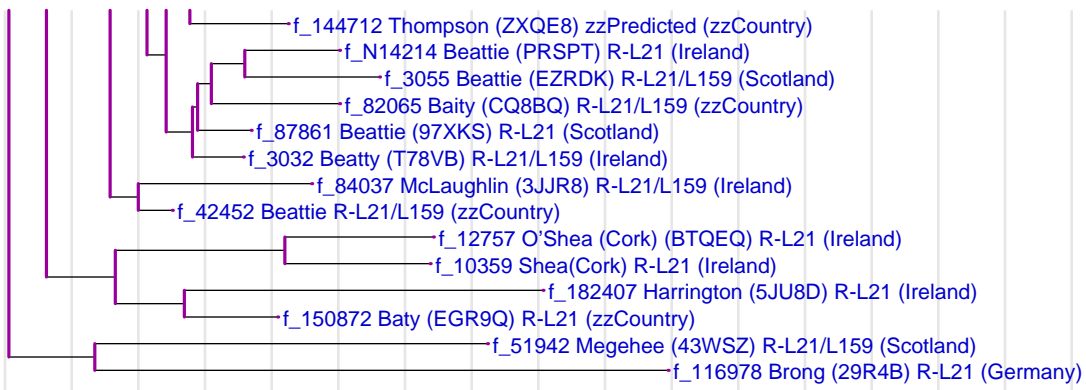 f_144712 Thompson (ZXQE8) zzPredicted (zzCountry)
f_N14214 Beattie (PRSPT) R-L21 (Ireland)
f_3055 Beattie (EZRDK) R-L21/L159 (Scotland)
f_82065 Baity (CQ8BQ) R-L21/L159 (zzCountry)
f_87861 Beattie (97XKS) R-L21 (Scotland)
f_3032 Beatty (T78VB) R-L21/L159 (Ireland)
f_84037 McLaughlin (3JJR8) R-L21/L159 (Ireland)
f_42452 Beattie R-L21/L159 (zzCountry)
f_12757 O'Shea (Cork) (BTQEQ) R-L21 (Ireland)
f_10359 Shea(Cork) R-L21 (Ireland)
f_182407 Harrington (5JU8D) R-L21 (Ireland)
f_150872 Baty (EGR9Q) R-L21 (zzCountry)
f_51942 Megehee (43WSZ) R-L21/L159 (Scotland)
f_116978 Brong (29R4B) R-L21 (Germany)